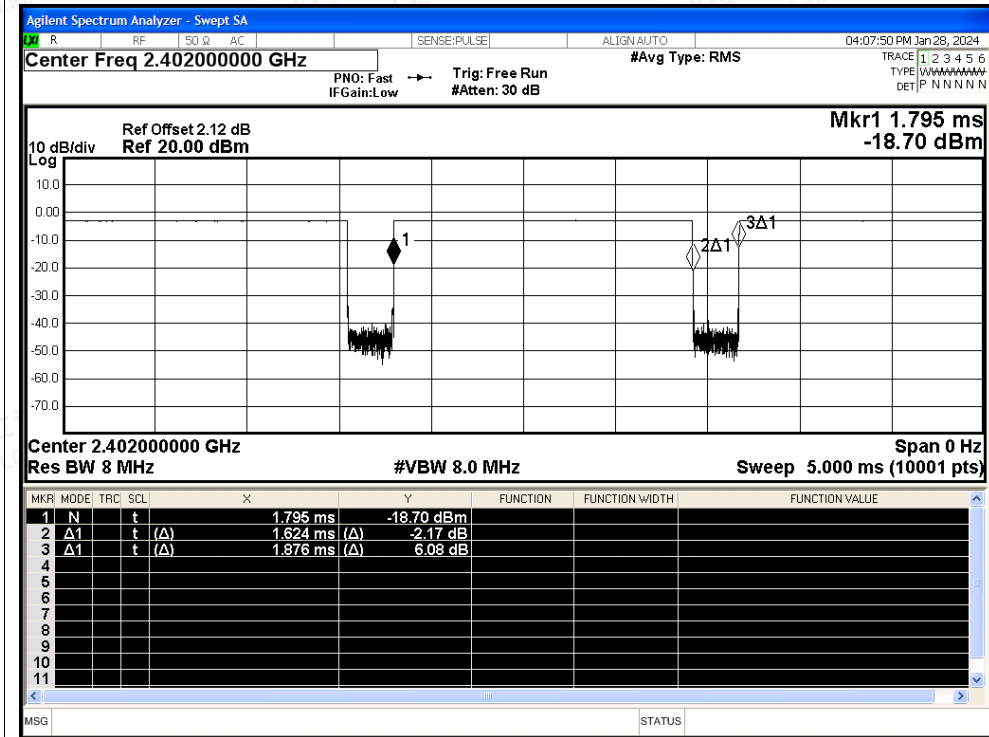 Agilent Spectrum Analyzer - Swept SA
LXI R RF 50 Ω AC SENSE:PULSE ALIGN AUTO 04:07:50 PM Jan 28, 2024
Center Freq 2.402000000 GHz
PNO: Fast
IFGain:Low
Trig: Free Run
#Atten: 30 dB
#Avg Type: RMS
TRACE 1 2 3 4 5 6
TYPE
DET P N N N N N
Mkr1 1.795 ms
-18.70 dBm
Ref Offset 2.12 dB
10 dB/div Ref 20.00 dBm
Log
10.0
0.00
-10.0
-20.0
-30.0
-40.0
-50.0
-60.0
-70.0
1
2Δ1
3Δ1
Center 2.402000000 GHz Span 0 Hz
Res BW 8 MHz #VBW 8.0 MHz Sweep 5.000 ms (10001 pts)
MKR MODE TRC SCL X Y FUNCTION FUNCTION WIDTH FUNCTION VALUE
1 N t 1.795 ms -18.70 dBm
2 Δ1 t (Δ) 1.624 ms (Δ) -2.17 dB
3 Δ1 t (Δ) 1.876 ms (Δ) 6.08 dB
4
5
6
7
8
9
10
11
MSG STATUS